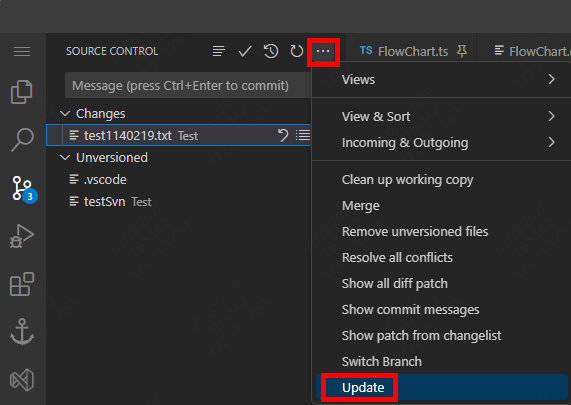 SOURCE CONTROL
TS FlowChart.ts
FlowChart.
Message (press Ctrl+Enter to commit)
Changes
test1140219.txt Test
Unversioned
.vscode
testSvn Test
3
Views
View & Sort
Incoming & Outgoing
Clean up working copy
Merge
Remove unversioned files
Resolve all conflicts
Show all diff patch
Show commit messages
Show patch from changelist
Switch Branch
Update